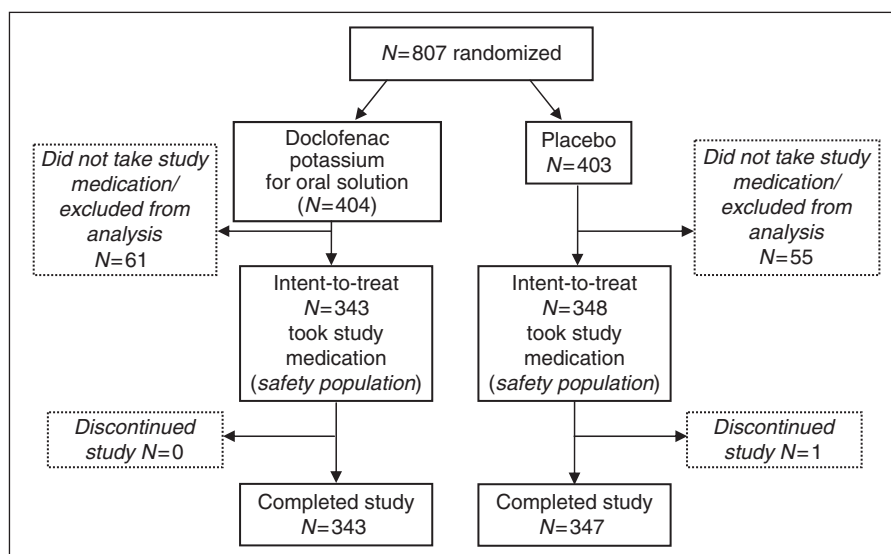 N=807 randomized
Doclofenac
potassium
for oral solution
(N=404)
Placebo
N=403
Did not take study
medication/
excluded from
analysis
N=61
Did not take study
medication/
excluded from
analysis
N=55
Intent-to-treat
N=343
took study
medication
(safety population)
Intent-to-treat
N=348
took study
medication
(safety population)
Discontinued
study N=0
Discontinued
study N=1
Completed study
N=343
Completed study
N=347